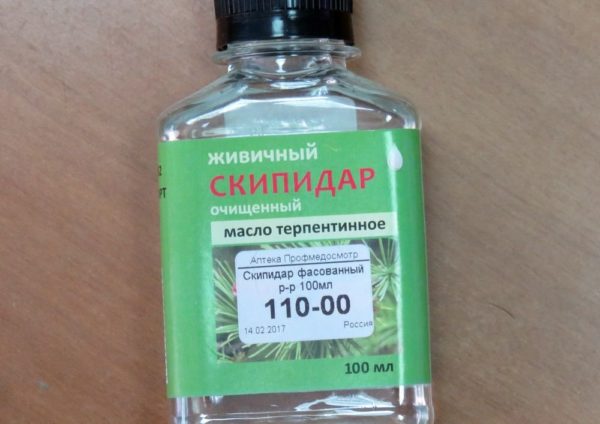 живичный
СКИПИДАР
очищенный
масло терпентинное
Аптека Профмедосмотр
Скипидар фасованный
р-р 100мл
110-00
14.02.2017 Россия
100 мл